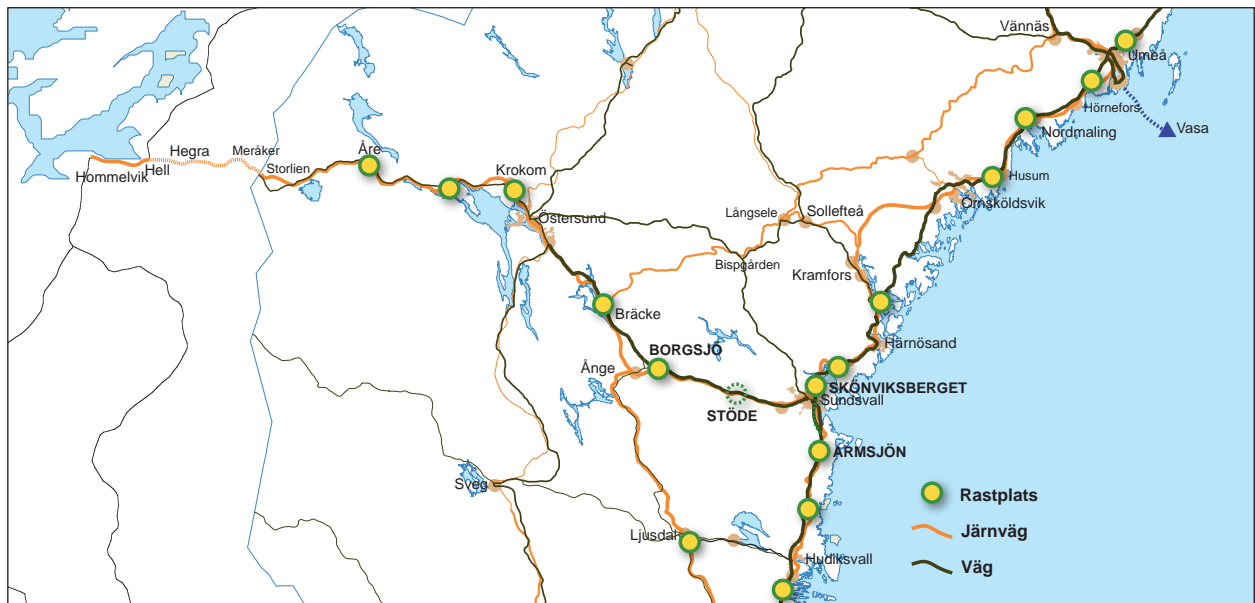 Vännäs
Umeå
Hörnefors
Vasa
Nordmaling
Hegra
Meråker
Hell
Hommelvik
Storlien
Åre
Krokom
Husum
Örnsköldsvik
Östersund
Långsele
Sollefteå
Bispgården
Kramfors
Bräcke
Härnösand
BORGSJÖ
Ånge
SKÖNVIKSBERGET
Sundsvall
STÖDE
ARMSJÖN
Sveg
Rastplats
Ljusdal
Järnväg
Hudiksvall
Väg